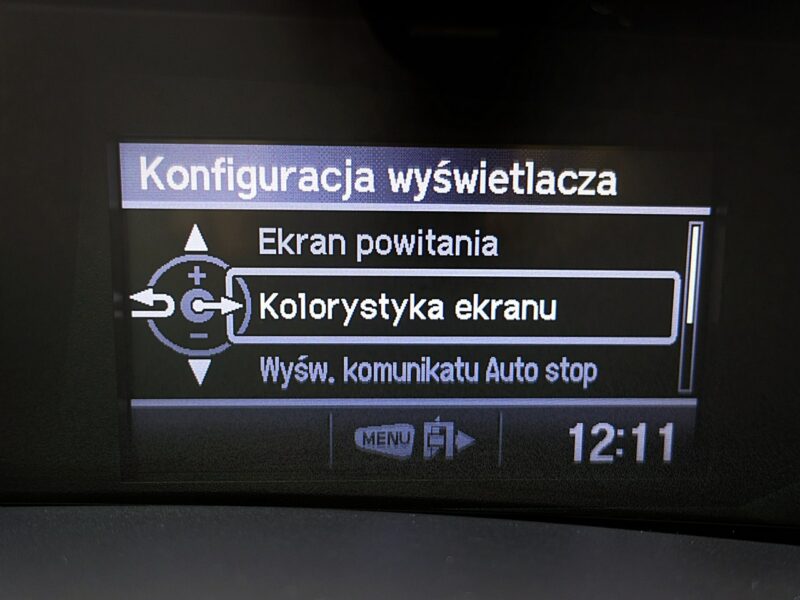 Konfiguracja wyświetlacza
Ekran powitania
Kolorystyka ekranu
Wyśw. komunikatu Auto stop
MENU
12:11